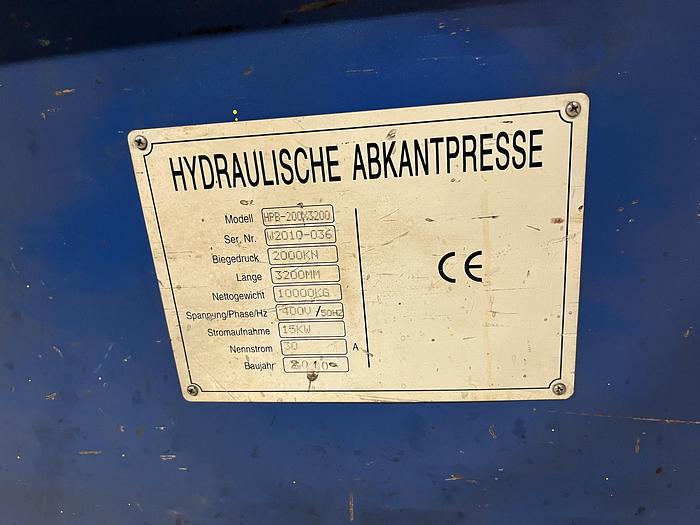 HYDRAULISCHE ABKANTPRESSE
Modell HPB-200X3200
Ser. Nr. W2010-036
Biegedruck 2000KN
Länge 3200MM
Nettogewicht 10000KG
Spannung/Phase/Hz 400V/50HZ
Stromaufnahme 15KW
Nennstrom 30 A
Baujahr 2010
CE